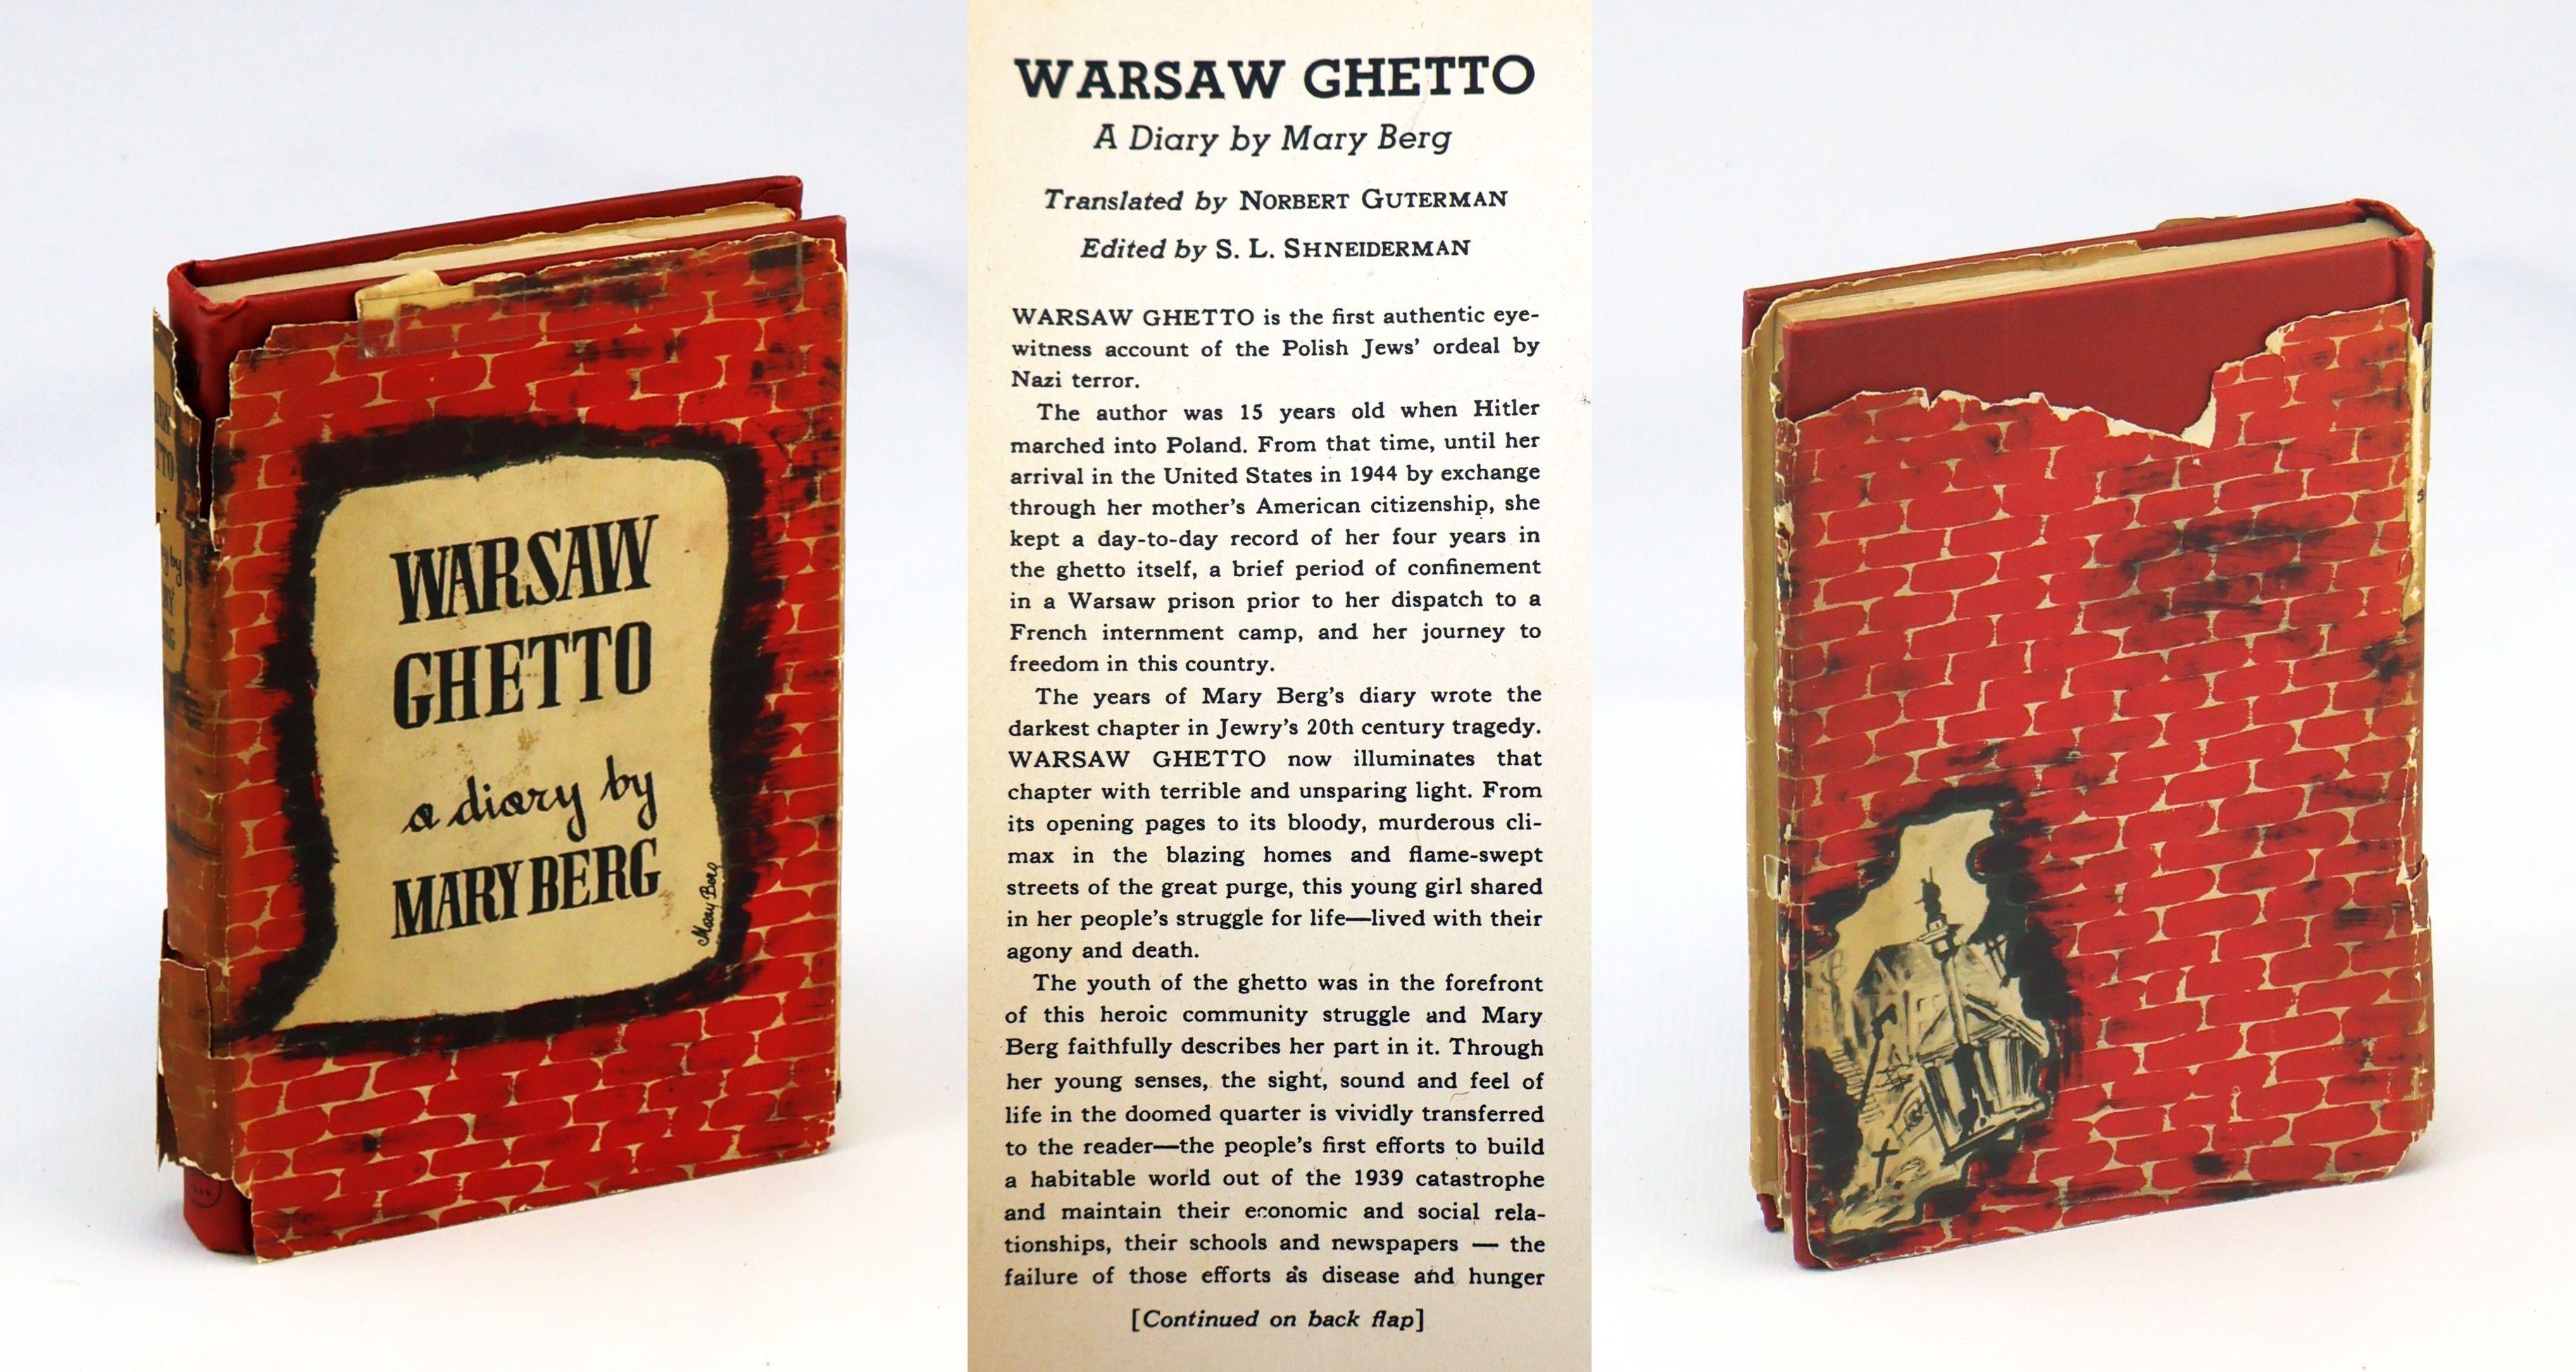 WARSAW
GHETTO
a diary by
MARY BERG
Mary Berg
WARSAW GHETTO
A Diary by Mary Berg
Translated by NORBERT GUTERMAN
Edited by S. L. SHNEIDERMAN
WARSAW GHETTO is the first authentic eye-
witness account of the Polish Jews' ordeal by
Nazi terror.
The author was 15 years old when Hitler
marched into Poland. From that time, until her
arrival in the United States in 1944 by exchange
through her mother's American citizenship, she
kept a day-to-day record of her four years in
the ghetto itself, a brief period of confinement
in a Warsaw prison prior to her dispatch to a
French internment camp, and her journey to
freedom in this country.
The years of Mary Berg's diary wrote the
darkest chapter in Jewry's 20th century tragedy.
WARSAW GHETTO now illuminates that
chapter with terrible and unsparing light. From
its opening pages to its bloody, murderous cli-
max in the blazing homes and flame-swept
streets of the great purge, this young girl shared
in her people's struggle for life—lived with their
agony and death.
The youth of the ghetto was in the forefront
of this heroic community struggle and Mary
Berg faithfully describes her part in it. Through
her young senses, the sight, sound and feel of
life in the doomed quarter is vividly transferred
to the reader—the people's first efforts to build
a habitable world out of the 1939 catastrophe
and maintain their economic and social rela-
tionships, their schools and newspapers — the
failure of those efforts as disease and hunger
[Continued on back flap]